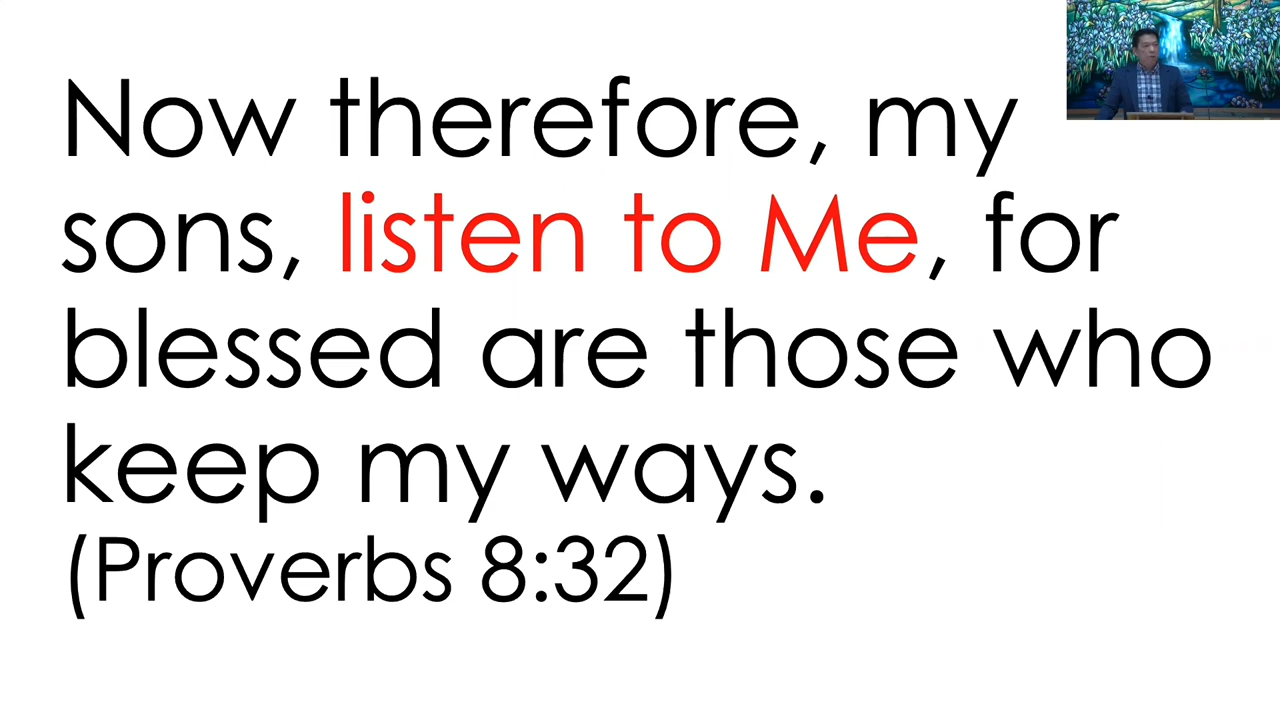 Now therefore, my
sons, listen to Me, for
blessed are those who
keep my ways.
(Proverbs 8:32)